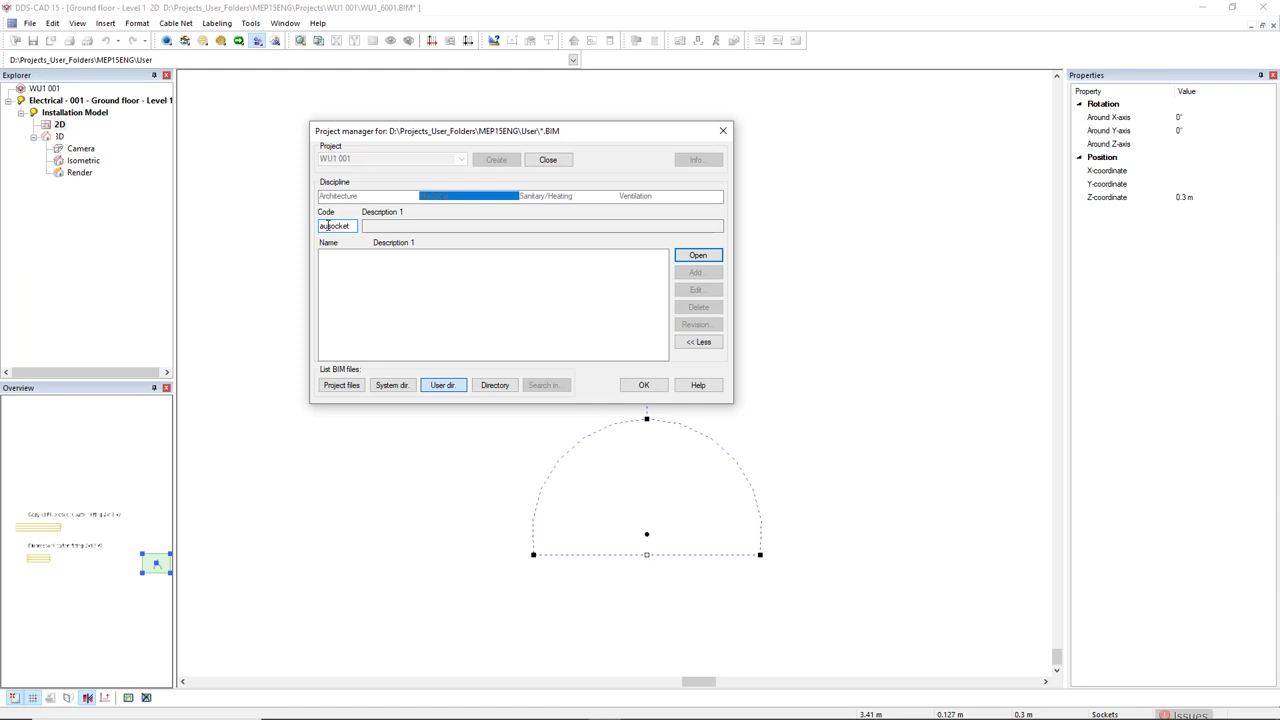 DDS-CAD 15 - [Ground floor - Level 1 2D D:\Projects_User_Folders\MEP15ENG\Projects\WU1 001\WU1_6001.BIM* ]
File Edit View Insert Format Cable Net Labeling Tools Window Help
D:\Projects_User_Folders\MEP15ENG\User
Explorer
WU1 001
Electrical - 001 - Ground floor - Level 1
Installation Model
2D
3D
Camera
Isometric
Render
Overview
Project manager for: D:\Projects_User_Folders\MEP15ENG\User\*.BIM
Project
WU1 001 Create Close Info...
Discipline
Architecture Sanitary/Heating Ventilation
Code Description 1
ausocket
Name Description 1
Open
Add...
Edit...
Delete
Revision...
<< Less
List BIM files:
Project files System dir. User dir. Directory Search in... OK Help
Properties
Property Value
Rotation
Around X-axis 0°
Around Y-axis 0°
Around Z-axis
Position
X-coordinate
Y-coordinate
Z-coordinate 0.3 m
3.41 m 0.127 m 0.3 m Sockets Issues